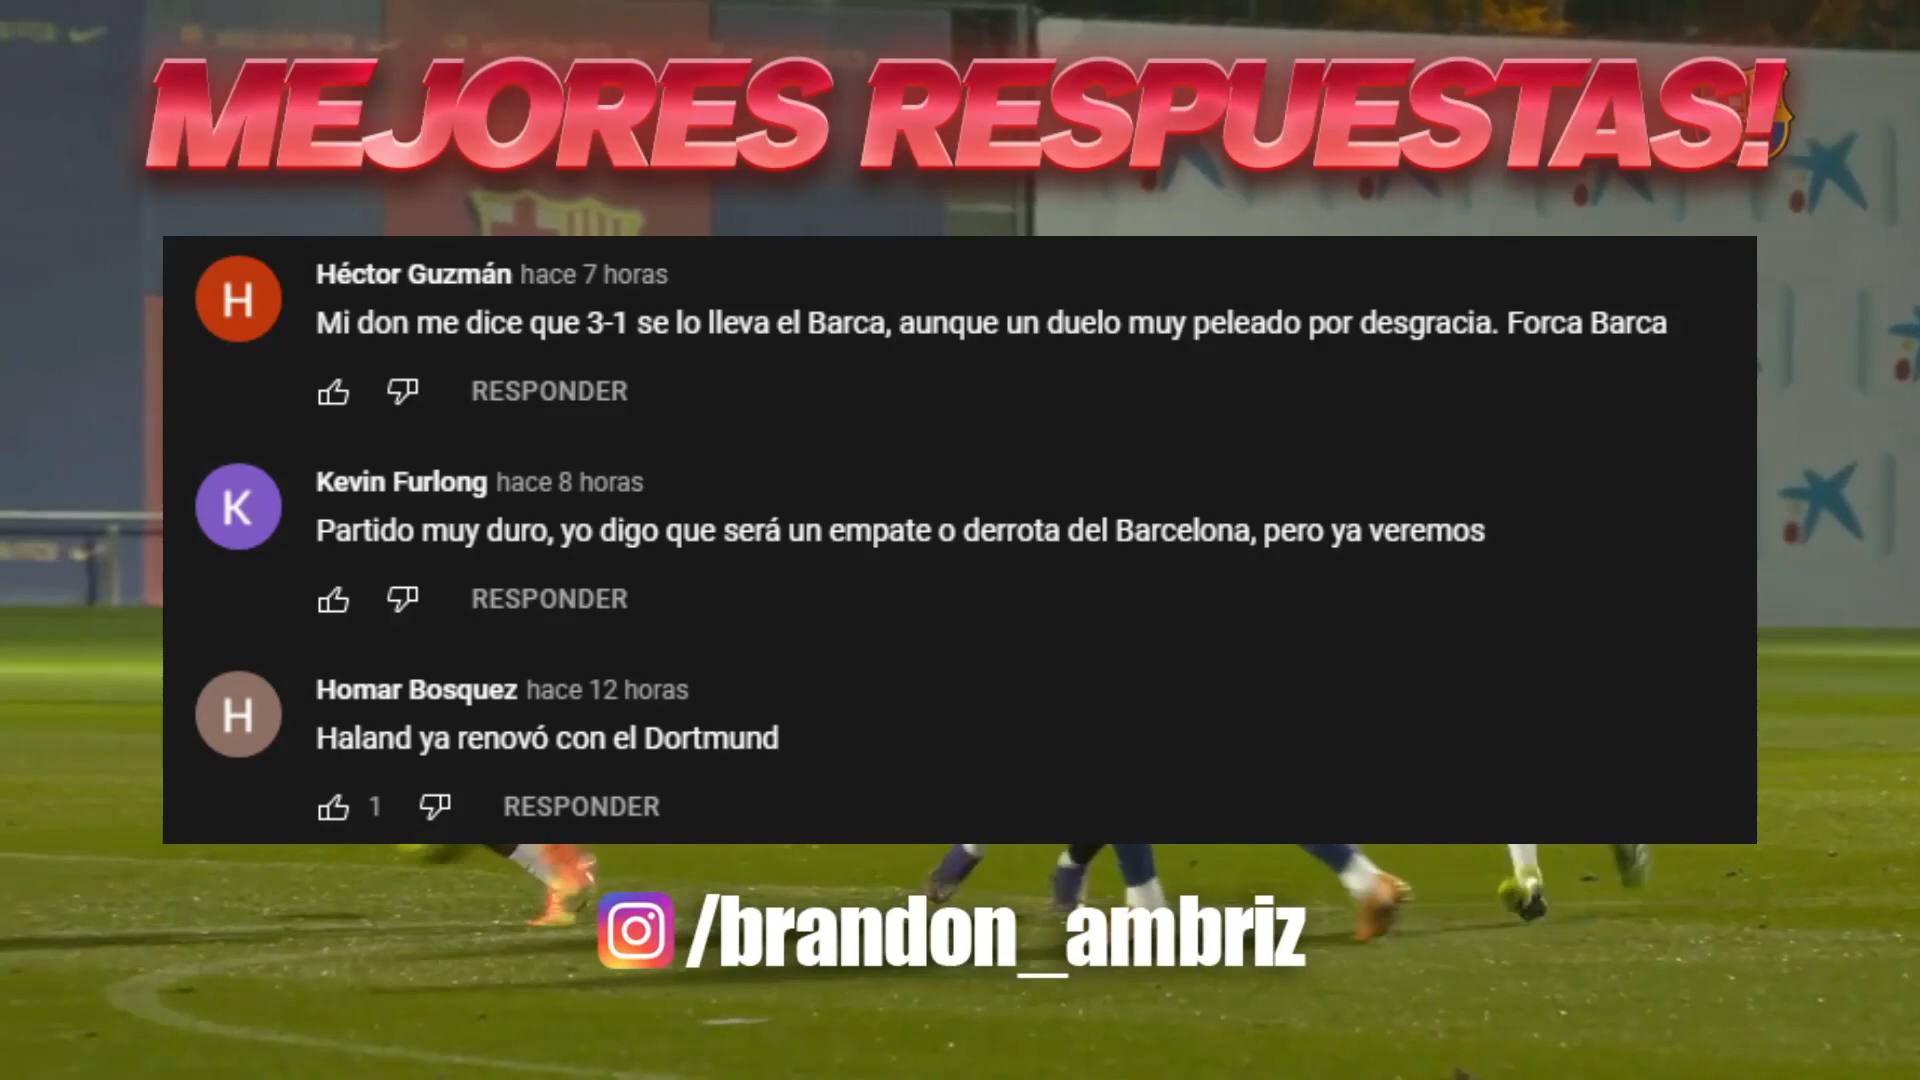 MEJORES RESPUESTAS!
H
Héctor Guzmán hace 7 horas
Mi don me dice que 3-1 se lo lleva el Barca, aunque un duelo muy peleado por desgracia. Forca Barca
RESPONDER
K
Kevin Furlong hace 8 horas
Partido muy duro, yo digo que será un empate o derrota del Barcelona, pero ya veremos
RESPONDER
H
Homar Bosquez hace 12 horas
Haland ya renovó con el Dortmund
1 RESPONDER
/brandon_ambriz